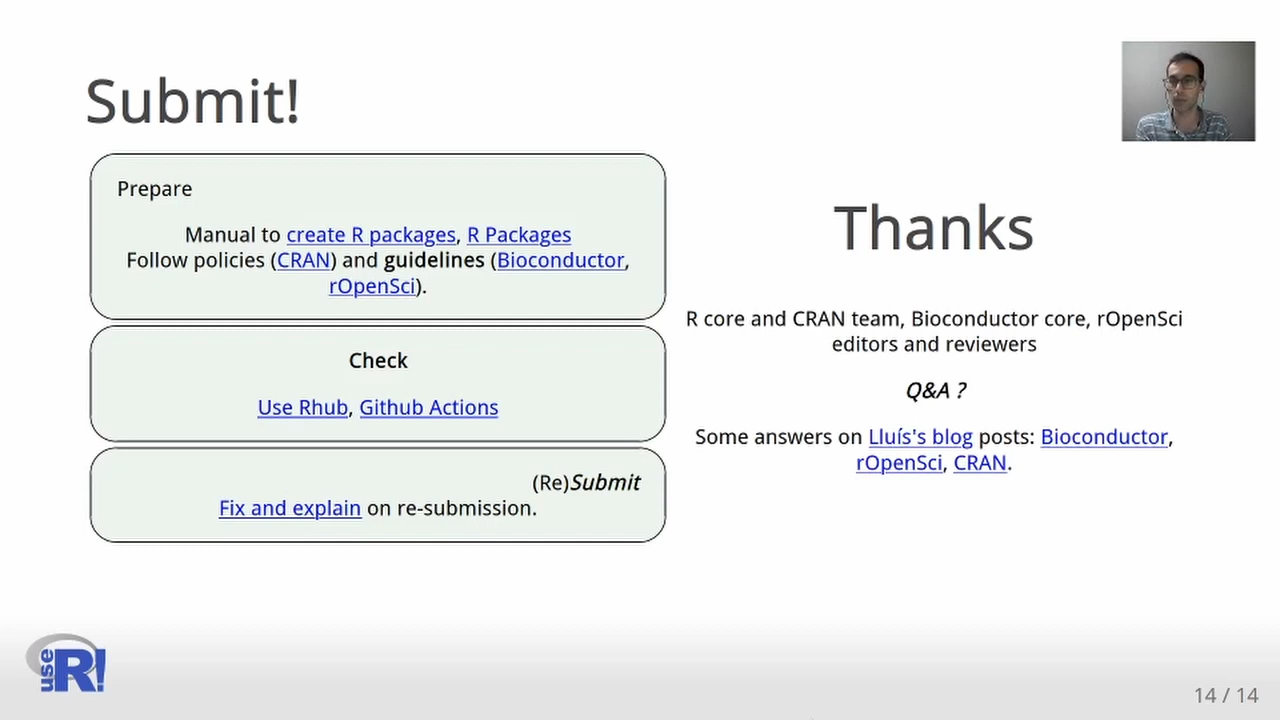 Submit!
Prepare
Manual to create R packages, R Packages
Follow policies (CRAN) and guidelines (Bioconductor,
rOpenSci).
Check
Use Rhub, Github Actions
(Re)Submit
Fix and explain on re-submission.
Thanks
R core and CRAN team, Bioconductor core, rOpenSci
editors and reviewers
Q&A ?
Some answers on Lluís's blog posts: Bioconductor,
rOpenSci, CRAN.
use R!
14 / 14